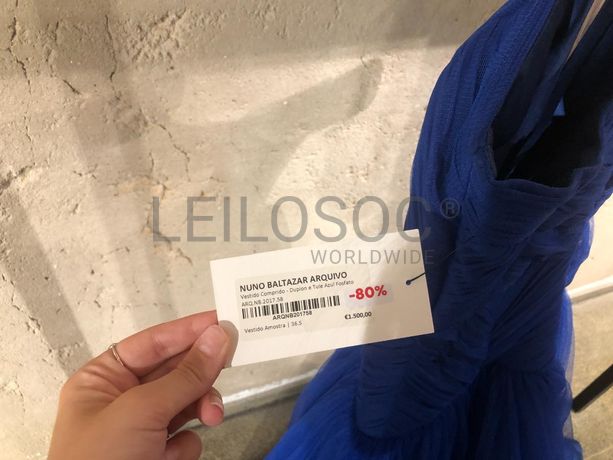 LEILOSOC®
WORLDWIDE
NUNO BALTAZAR ARQUIVO
Vestido Comprido - Dupion e Tule Azul Fosfato
ARQ.NB.2017.58
-80%
ARQNB201758
€1.500,00
Vestido Amostra | 36.5